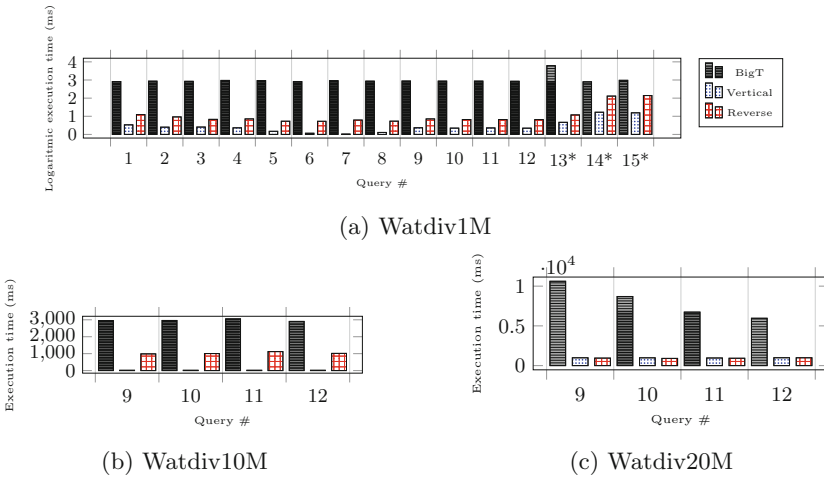 Logaritmic execution time (ms)
4
3
2
1
0
1 2 3 4 5 6 7 8 9 10 11 12 13* 14* 15*
Query #
BigT
Vertical
Reverse
(a) Watdiv1M
Execution time (ms)
3,000
2,000
1,000
0
9 10 11 12
Query #
(b) Watdiv10M
Execution time (ms)
·10⁴
1
0.5
0
9 10 11 12
Query #
(c) Watdiv20M